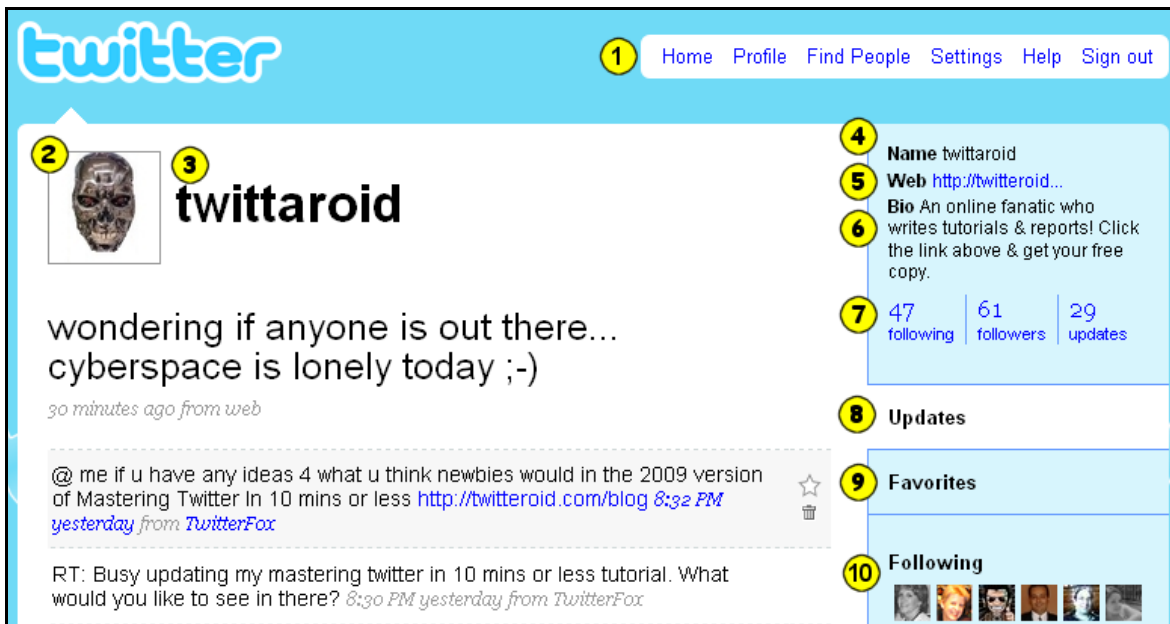 twitter
1 Home Profile Find People Settings Help Sign out
2
3
twittaroid
wondering if anyone is out there...
cyberspace is lonely today ;-)
30 minutes ago from web
@ me if u have any ideas 4 what u think newbies would in the 2009 version
of Mastering Twitter In 10 mins or less http://twitteroid.com/blog 8:32 PM
yesterday from TwitterFox
RT: Busy updating my mastering twitter in 10 mins or less tutorial. What
would you like to see in there? 8:30 PM yesterday from TwitterFox
4
Name twittaroid
5 Web http://twitteroid...
Bio An online fanatic who
6 writes tutorials & reports! Click
the link above & get your free
copy.
7 47 61 29
following followers updates
8 Updates
9 Favorites
10 Following